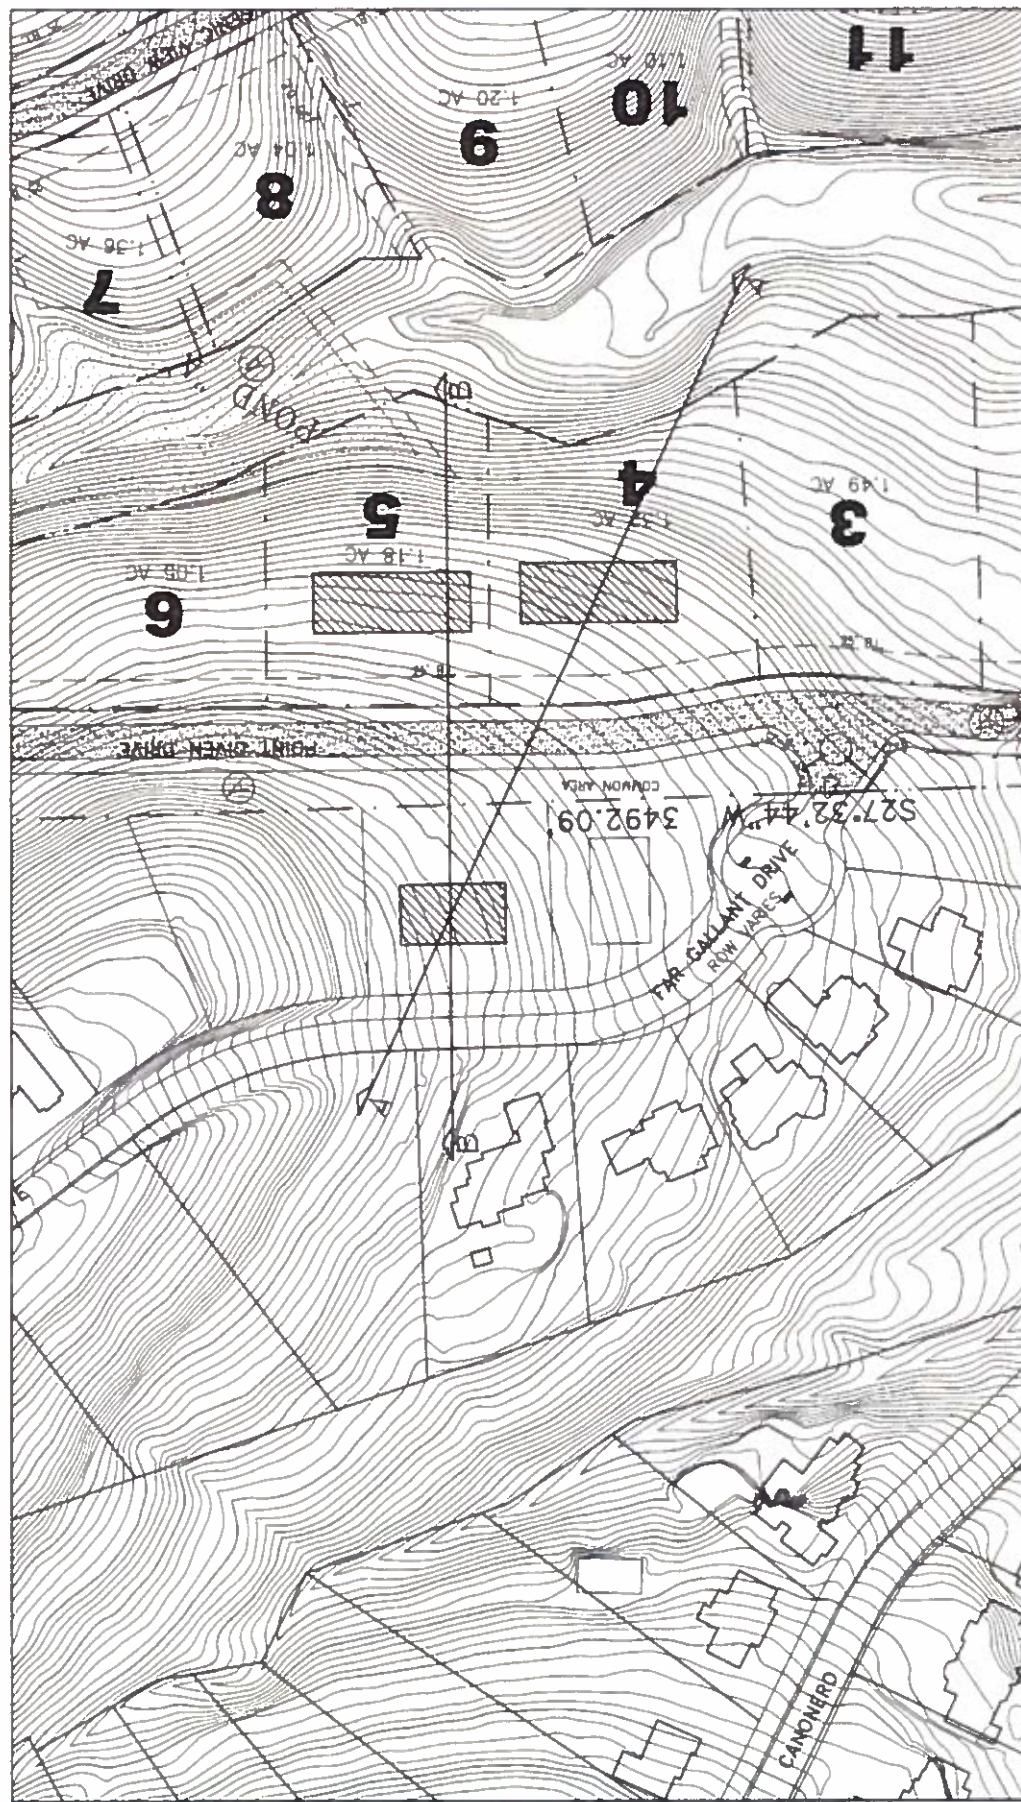 11
10
1.10 AC
9
1.20 AC
8
1.04 AC
7
1.36 AC
POND
A
B
4
5
1.18 AC
3
1.49 AC
6
1.05 AC
POINT GIVEN DRIVE
COMMON AREA
3492.09
S27°32'44"W
FAR GALLANT DRIVE
ROW VARIES
A
B
CANONERO